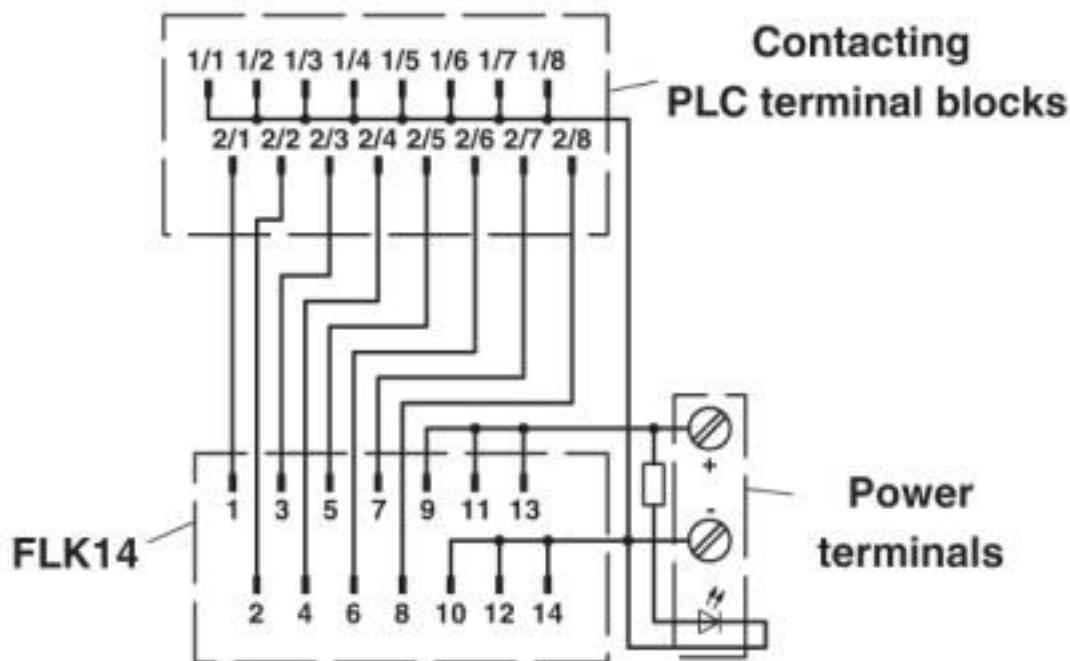 1/1 1/2 1/3 1/4 1/5 1/6 1/7 1/8
Contacting
PLC terminal blocks
2/1 2/2 2/3 2/4 2/5 2/6 2/7 2/8
+
1 3 5 7 9 11 13
-
Power
terminals
FLK14
2 4 6 8 10 12 14